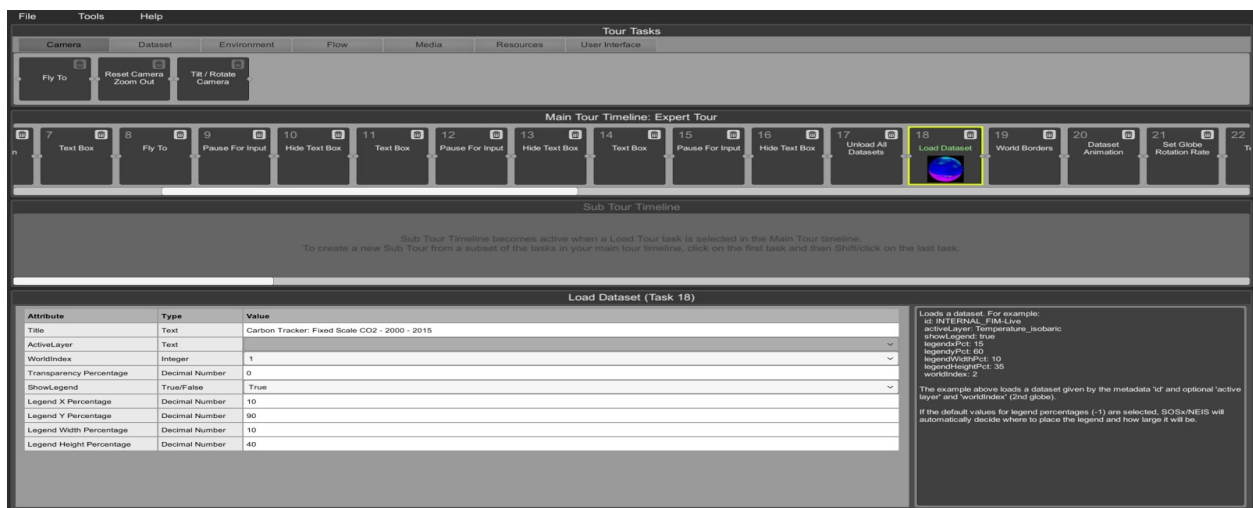 File Tools Help
Tour Tasks
Camera Dataset Environment Flow Media Resources User Interface
Fly To
Reset Camera
Zoom Out
Tilt / Rotate
Camera
Main Tour Timeline: Expert Tour
n
7 Text Box
8 Fly To
9 Pause For Input
10 Hide Text Box
11 Text Box
12 Pause For Input
13 Hide Text Box
14 Text Box
15 Pause For Input
16 Hide Text Box
17 Unload All
Datasets
18 Load Dataset
19 World Borders
20 Dataset
Animation
21 Set Globe
Rotation Rate
22
Sub Tour Timeline
Sub Tour Timeline becomes active when a Load Tour task is selected in the Main Tour timeline.
To create a new Sub Tour from a subset of the tasks in your main tour timeline, click on the first task and then Shift/click on the last task.
Load Dataset (Task 18)
Attribute Type Value
Title Text Carbon Tracker: Fixed Scale CO2 - 2000 - 2015
ActiveLayer Text
WorldIndex Integer 1
Transparency Percentage Decimal Number 0
ShowLegend True/False True
Legend X Percentage Decimal Number 10
Legend Y Percentage Decimal Number 90
Legend Width Percentage Decimal Number 10
Legend Height Percentage Decimal Number 40
Loads a dataset. For example:
id: INTERNAL_FIM-Live
activeLayer: Temperature_isobaric
showLegend: true
legendxPct: 15
legendyPct: 60
legendWidthPct: 10
legendHeightPct: 35
worldIndex: 2
The example above loads a dataset given by the metadata 'id' and optional 'active
layer' and 'worldIndex' (2nd globe).
If the default values for legend percentages (-1) are selected, SOSx/NEIS will
automatically decide where to place the legend and how large it will be.